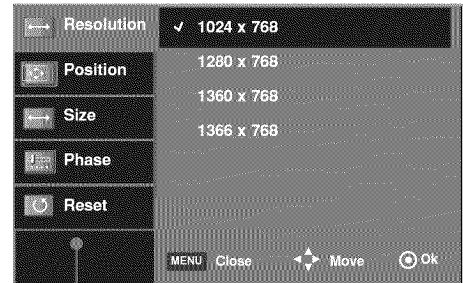 Resolution
Position
Size
Phase
Reset
✓ 1024 x 768
1280 x 768
1360 x 768
1366 x 768
MENU Close Move Ok